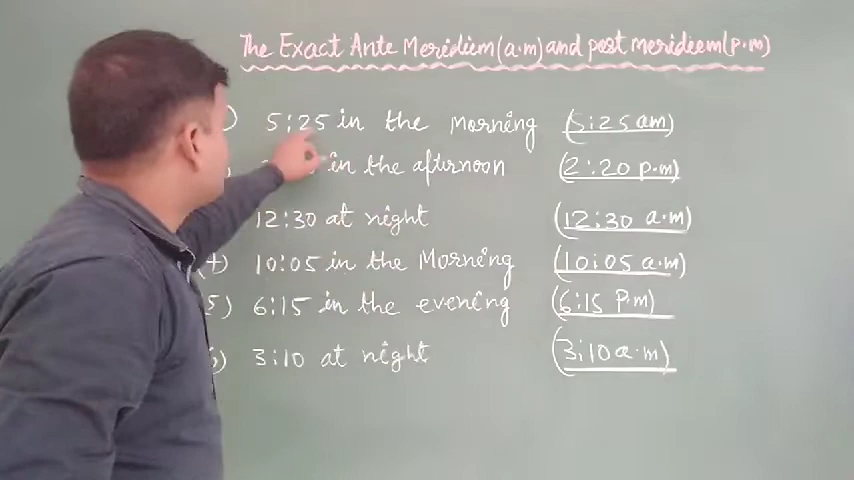 The Exact Ante Meridiem(a.m) and post merideem(p.m)
) 5:25 in the Morning (5:25 am)
in the afternoon (2:20 p.m)
12:30 at night (12:30 a.m)
(4) 10:05 in the Morning (10:05 a.m)
5) 6:15 in the evening (6:15 P.m)
) 3:10 at night (3:10 a.m)